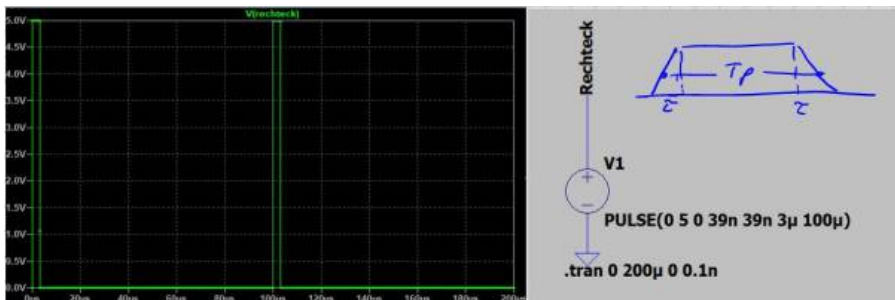 V(rechteck)
5.0V
4.5V
4.0V
3.5V
3.0V
2.5V
2.0V
1.5V
1.0V
0.5V
0.0V
0µs 20µs 40µs 60µs 80µs 100µs 120µs 140µs 160µs 180µs 200µs
Rechteck
Tp
τ τ
V1
PULSE(0 5 0 39n 39n 3µ 100µ)
.tran 0 200µ 0 0.1n